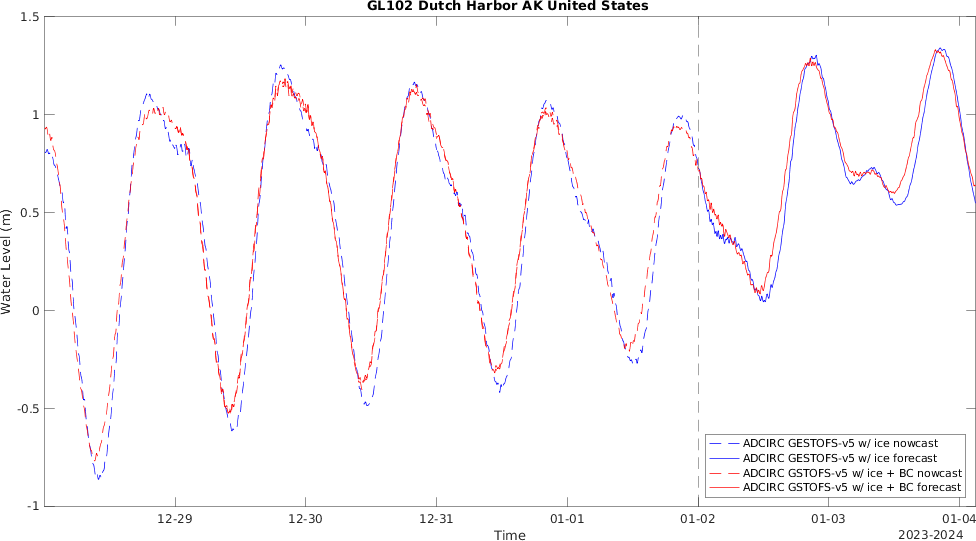 GL102 Dutch Harbor AK United States
1.5
1
0.5
0
-0.5
-1
Water Level (m)
12-29
12-30
12-31
01-01
01-02
01-03
01-04
Time
2023-2024
ADCIRC GESTOFS-v5 w/ ice nowcast
ADCIRC GESTOFS-v5 w/ ice forecast
ADCIRC GSTOFS-v5 w/ ice + BC nowcast
ADCIRC GSTOFS-v5 w/ ice + BC forecast